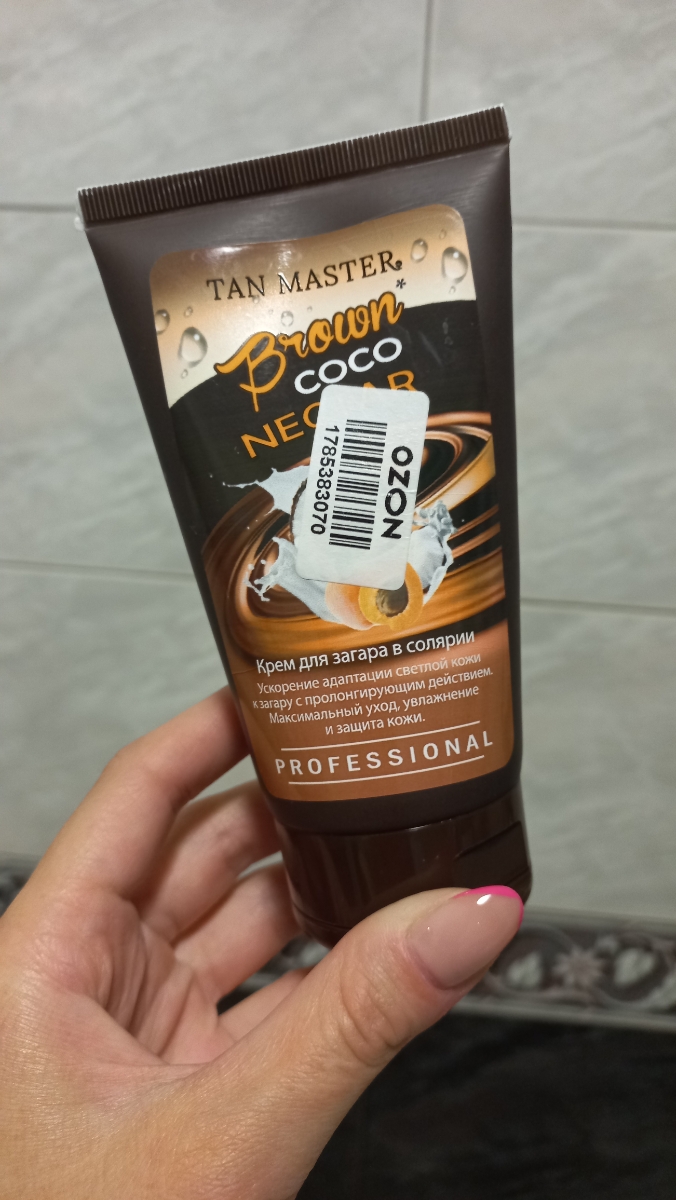 TAN MASTER®
Brown*
COCO
OZON
1785383070
Крем для загара в солярии
Ускорение адаптации светлой кожи
к загару с пролонгирующим действием.
Максимальный уход, увлажнение
и защита кожи.
PROFESSIONAL